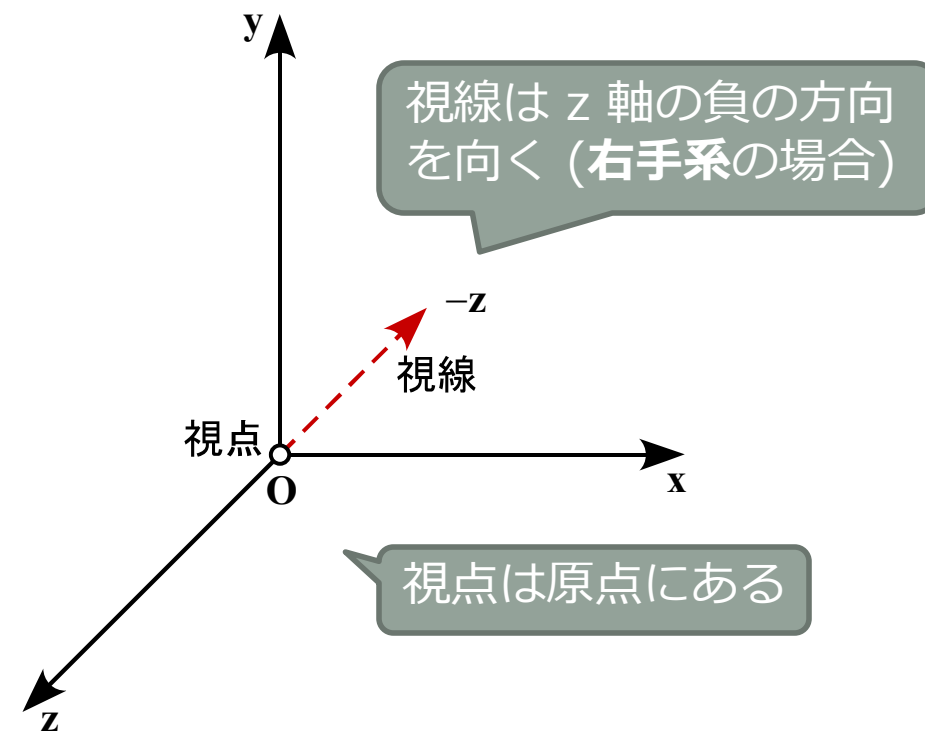 y
視線は z 軸の負の方向
を向く (右手系の場合)
–z
視線
視点
O
x
視点は原点にある
z